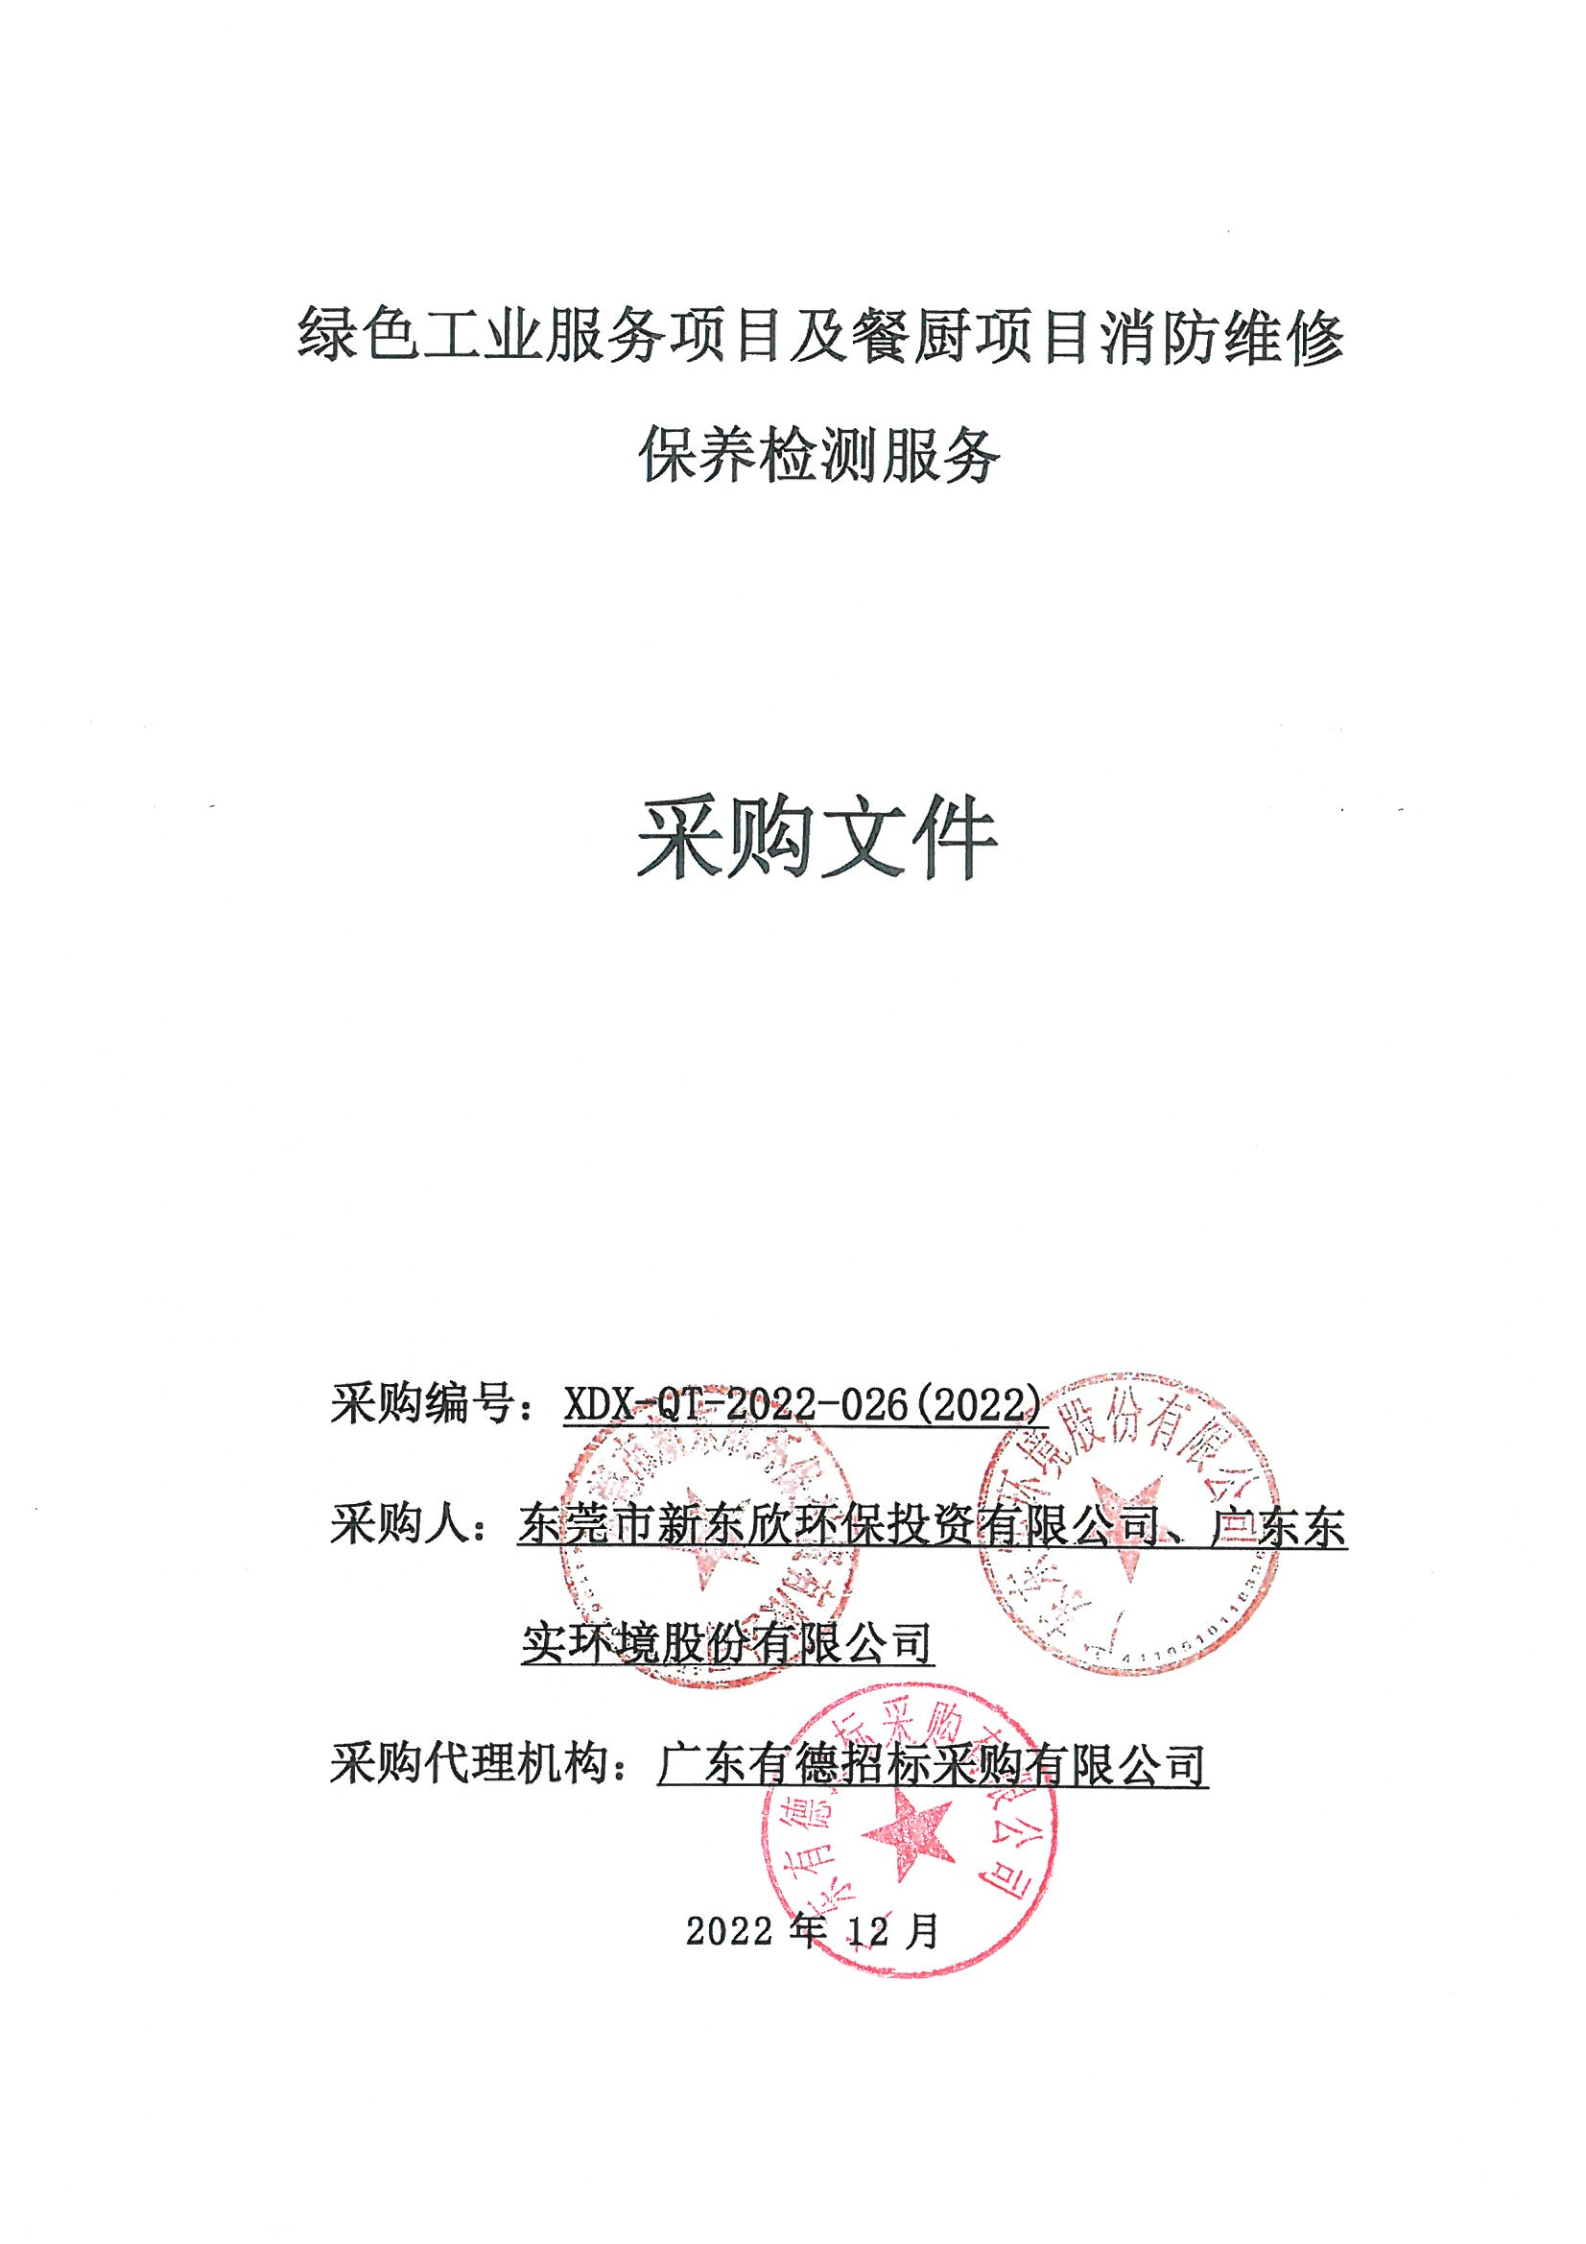 绿色工业服务项目及餐厨项目消防维修
保养检测服务
采购文件
采购编号：XDX-QT-2022-026(2022)
采购人：东莞市新东欣环保投资有限公司、广东东
实环境股份有限公司
采购代理机构：广东有德招标采购有限公司
2022 年 12 月